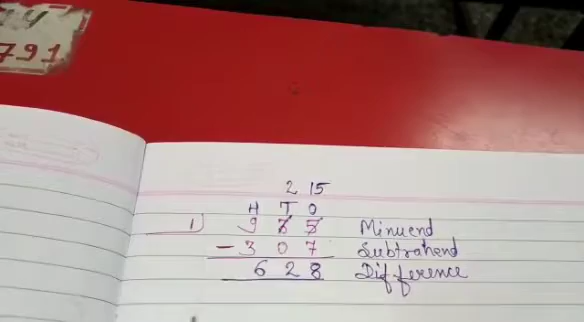 791
2 15
H T O
1) 9 3 5 Minuend
- 3 0 7 Subtrahend
6 2 8 Difference